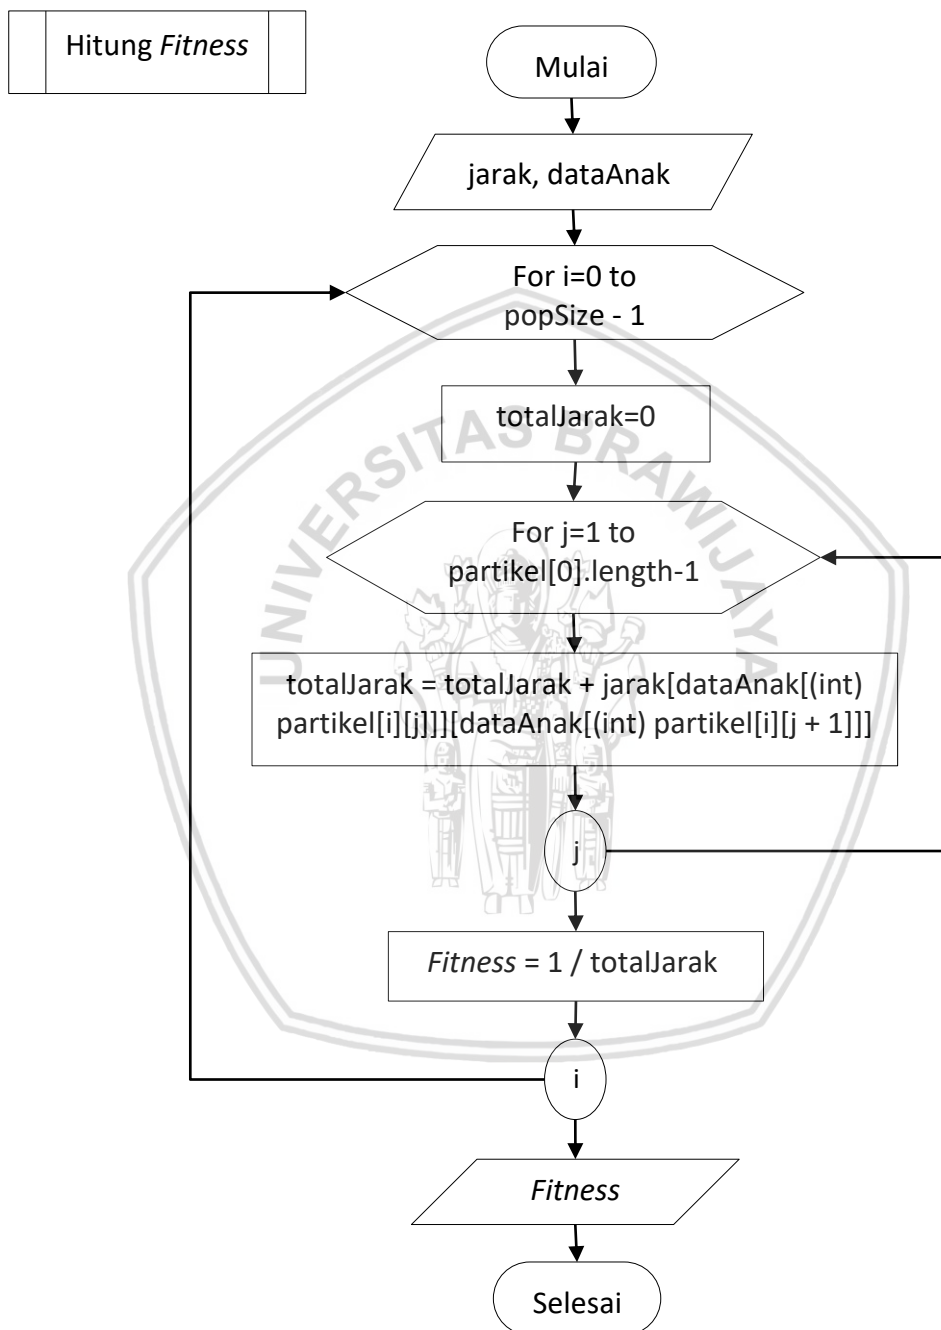 Hitung Fitness
Mulai
jarak, dataAnak
For i=0 to
popSize - 1
totalJarak=0
UNIVERSITAS BRAWIJAYA
For j=1 to
partikel[0].length-1
totalJarak = totalJarak + jarak[dataAnak[(int)
partikel[i][j]]][dataAnak[(int) partikel[i][j + 1]]]
j
Fitness = 1 / totalJarak
i
Fitness
Selesai